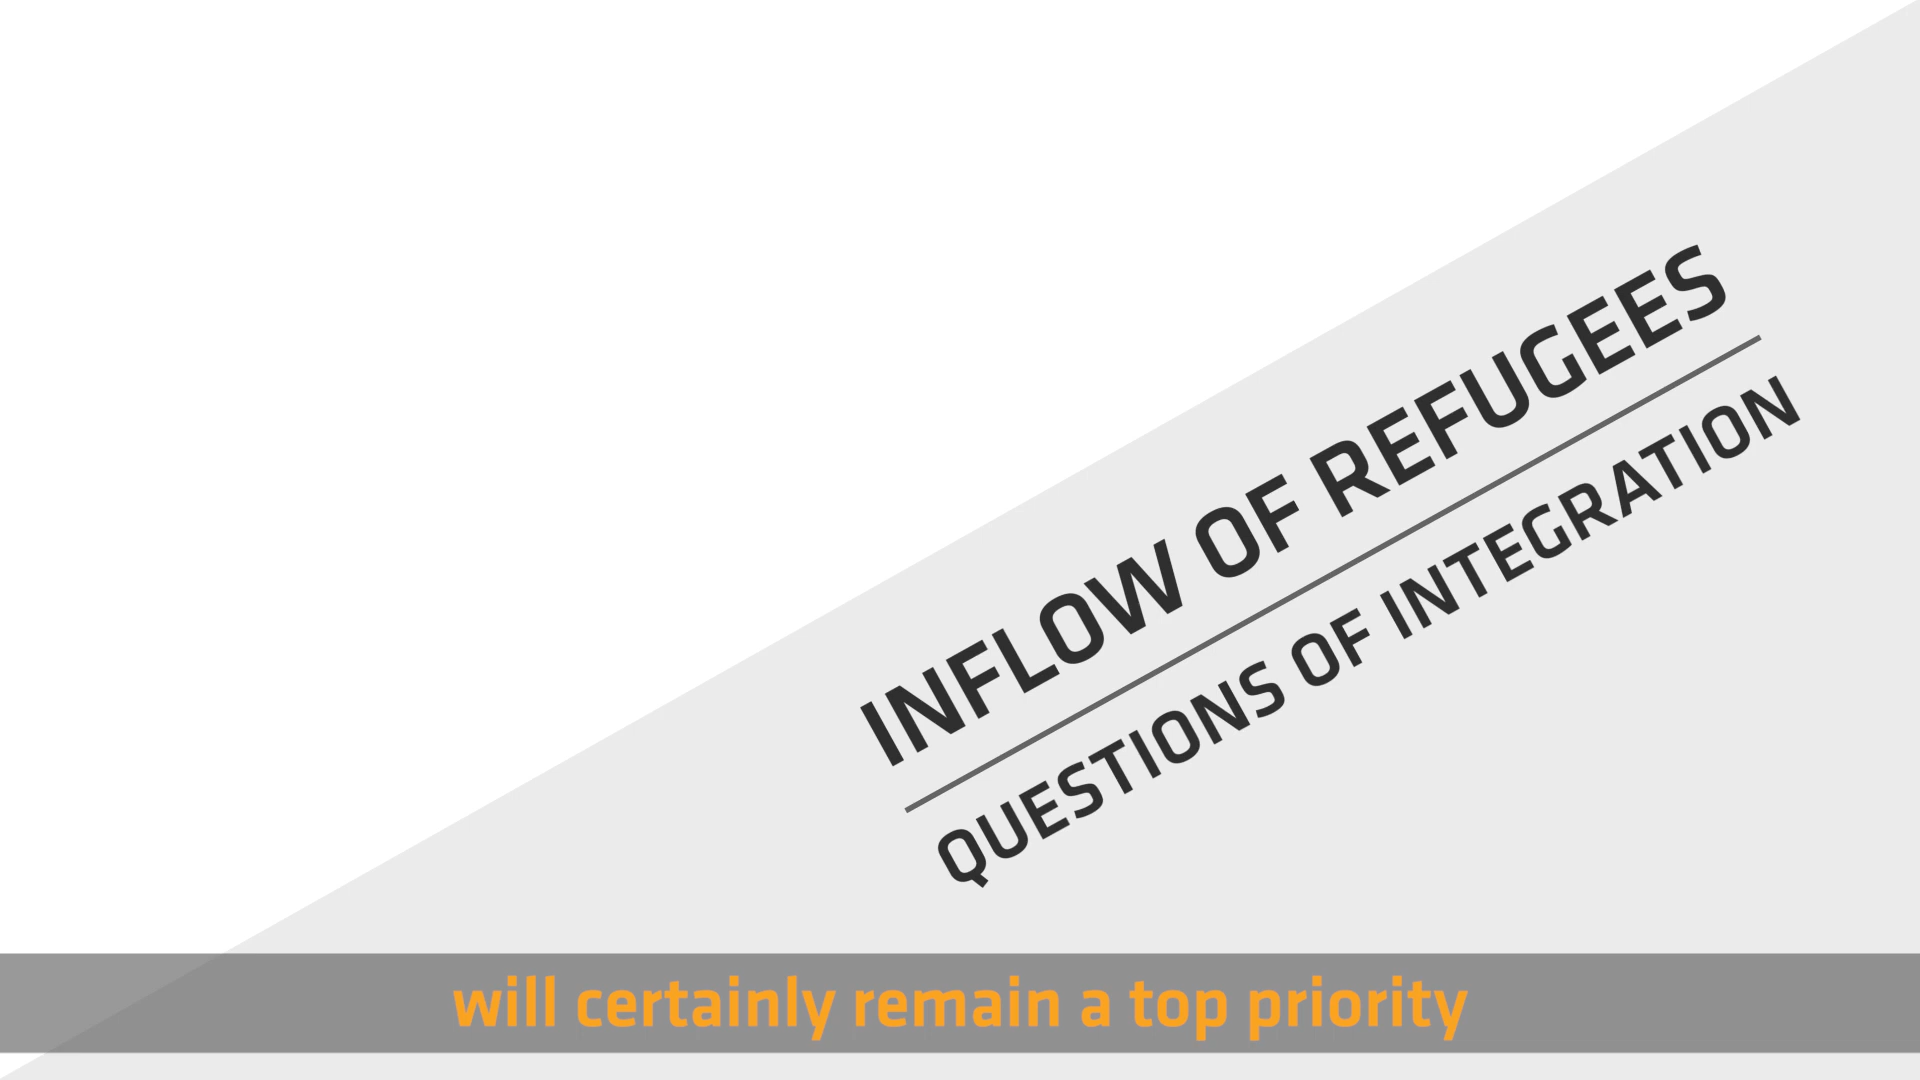 INFLOW OF REFUGEES
QUESTIONS OF INTEGRATION
will certainly remain a top priority